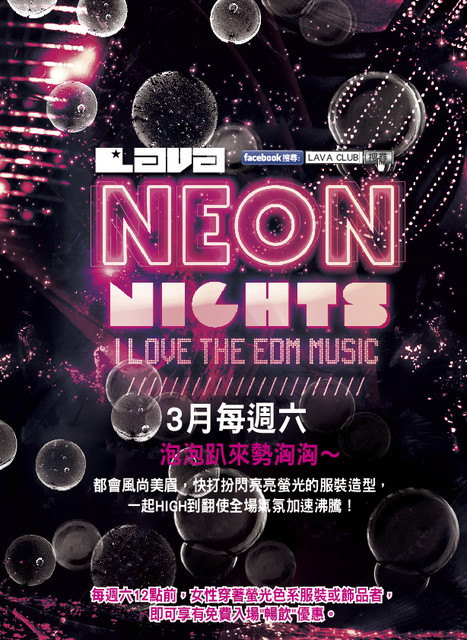 Lava facebook搜尋: LAVA CLUB 搜尋
NEON
NIGHTS
I LOVE THE EDM MUSIC
3月每週六
泡泡趴來勢洶洶～
都會風尚美眉，快打扮閃亮亮螢光的服裝造型，
一起HIGH到翻使全場氣氛加速沸騰！
每週六12點前，女性穿著螢光色系服裝或飾品者，
即可享有免費入場"暢飲"優惠。